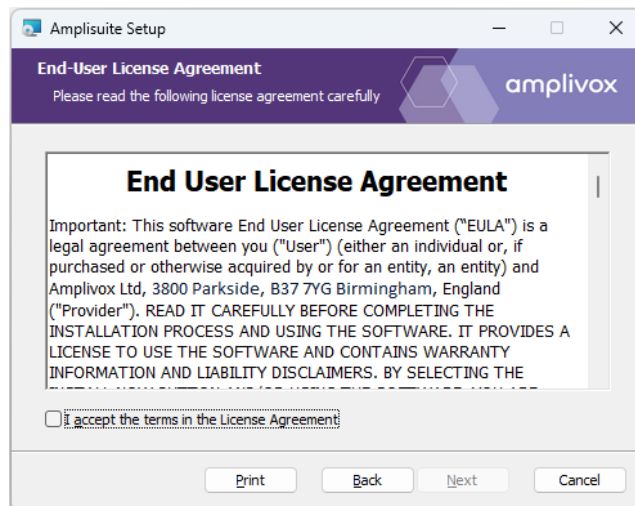 Amplisuite Setup
End-User License Agreement
Please read the following license agreement carefully
amplivox
End User License Agreement
Important: This software End User License Agreement ("EULA") is a
legal agreement between you ("User") (either an individual or, if
purchased or otherwise acquired by or for an entity, an entity) and
Amplivox Ltd, 3800 Parkside, B37 7YG Birmingham, England
("Provider"). READ IT CAREFULLY BEFORE COMPLETING THE
INSTALLATION PROCESS AND USING THE SOFTWARE. IT PROVIDES A
LICENSE TO USE THE SOFTWARE AND CONTAINS WARRANTY
INFORMATION AND LIABILITY DISCLAIMERS. BY SELECTING THE
I accept the terms in the License Agreement
Print
Back
Next
Cancel